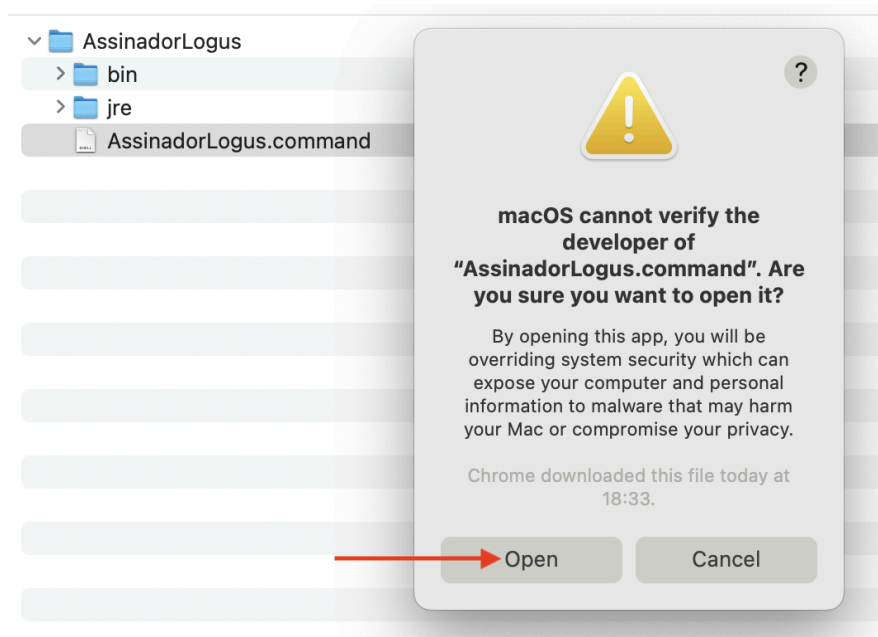 AssinadorLogus
bin
jre
AssinadorLogus.command
?
macOS cannot verify the
developer of
“AssinadorLogus.command”. Are
you sure you want to open it?
By opening this app, you will be
overriding system security which can
expose your computer and personal
information to malware that may harm
your Mac or compromise your privacy.
Chrome downloaded this file today at
18:33.
Open
Cancel